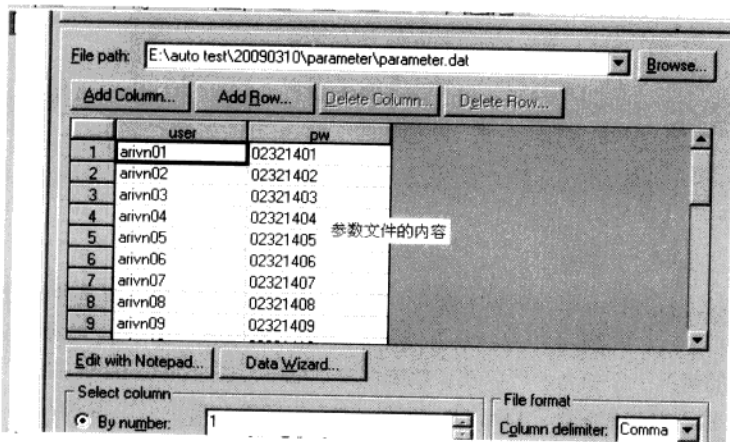 File path: E:\auto test\20090310\parameter\parameter.dat Browse...
Add Column... Add Row... Delete Column... Delete Row...
user pw
1 arivn01 02321401
2 arivn02 02321402
3 arivn03 02321403
4 arivn04 02321404
参数文件的内容
5 arivn05 02321405
6 arivn06 02321406
7 arivn07 02321407
8 arivn08 02321408
9 arivn09 02321409
Edit with Notepad... Data Wizard...
Select column File format
By number: 1 Column delimiter: Comma